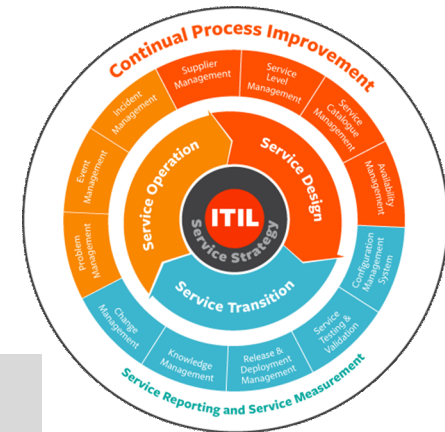 Continual Process Improvement
Supplier
Management
Service
Level
Management
Service
Catalogue
Management
Availability
Management
Configuration
Management
System
Service
Testing &
Validation
Release &
Deployment
Management
Knowledge
Management
Change
Management
Problem
Management
Event
Management
Incident
Management
Service Operation
Service Design
Service Transition
ITIL
Service Strategy
Service Reporting and Service Measurement